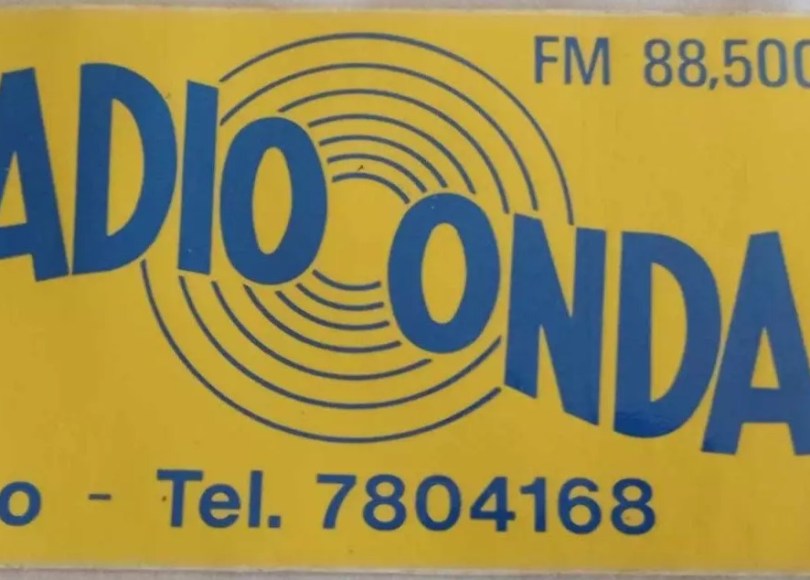 FM 88,500
ADIO ONDA
o - Tel. 7804168